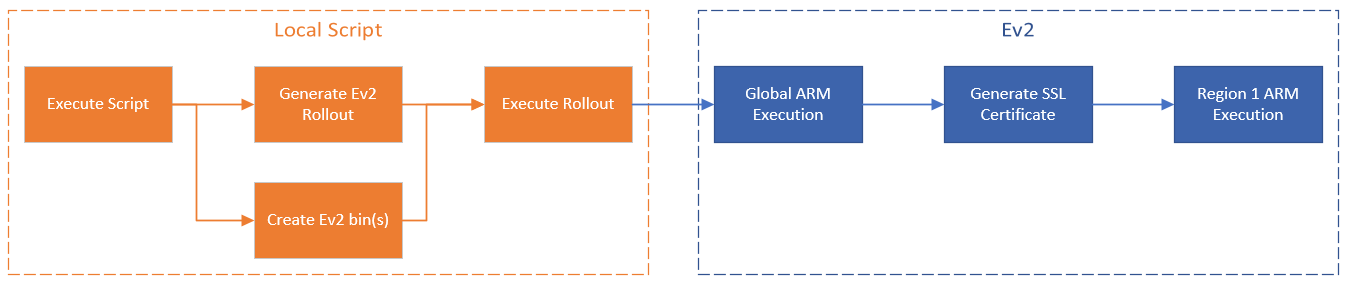 Local Script
Execute Script
Generate Ev2
Rollout
Create Ev2 bin(s)
Execute Rollout
Ev2
Global ARM
Execution
Generate SSL
Certificate
Region 1 ARM
Execution